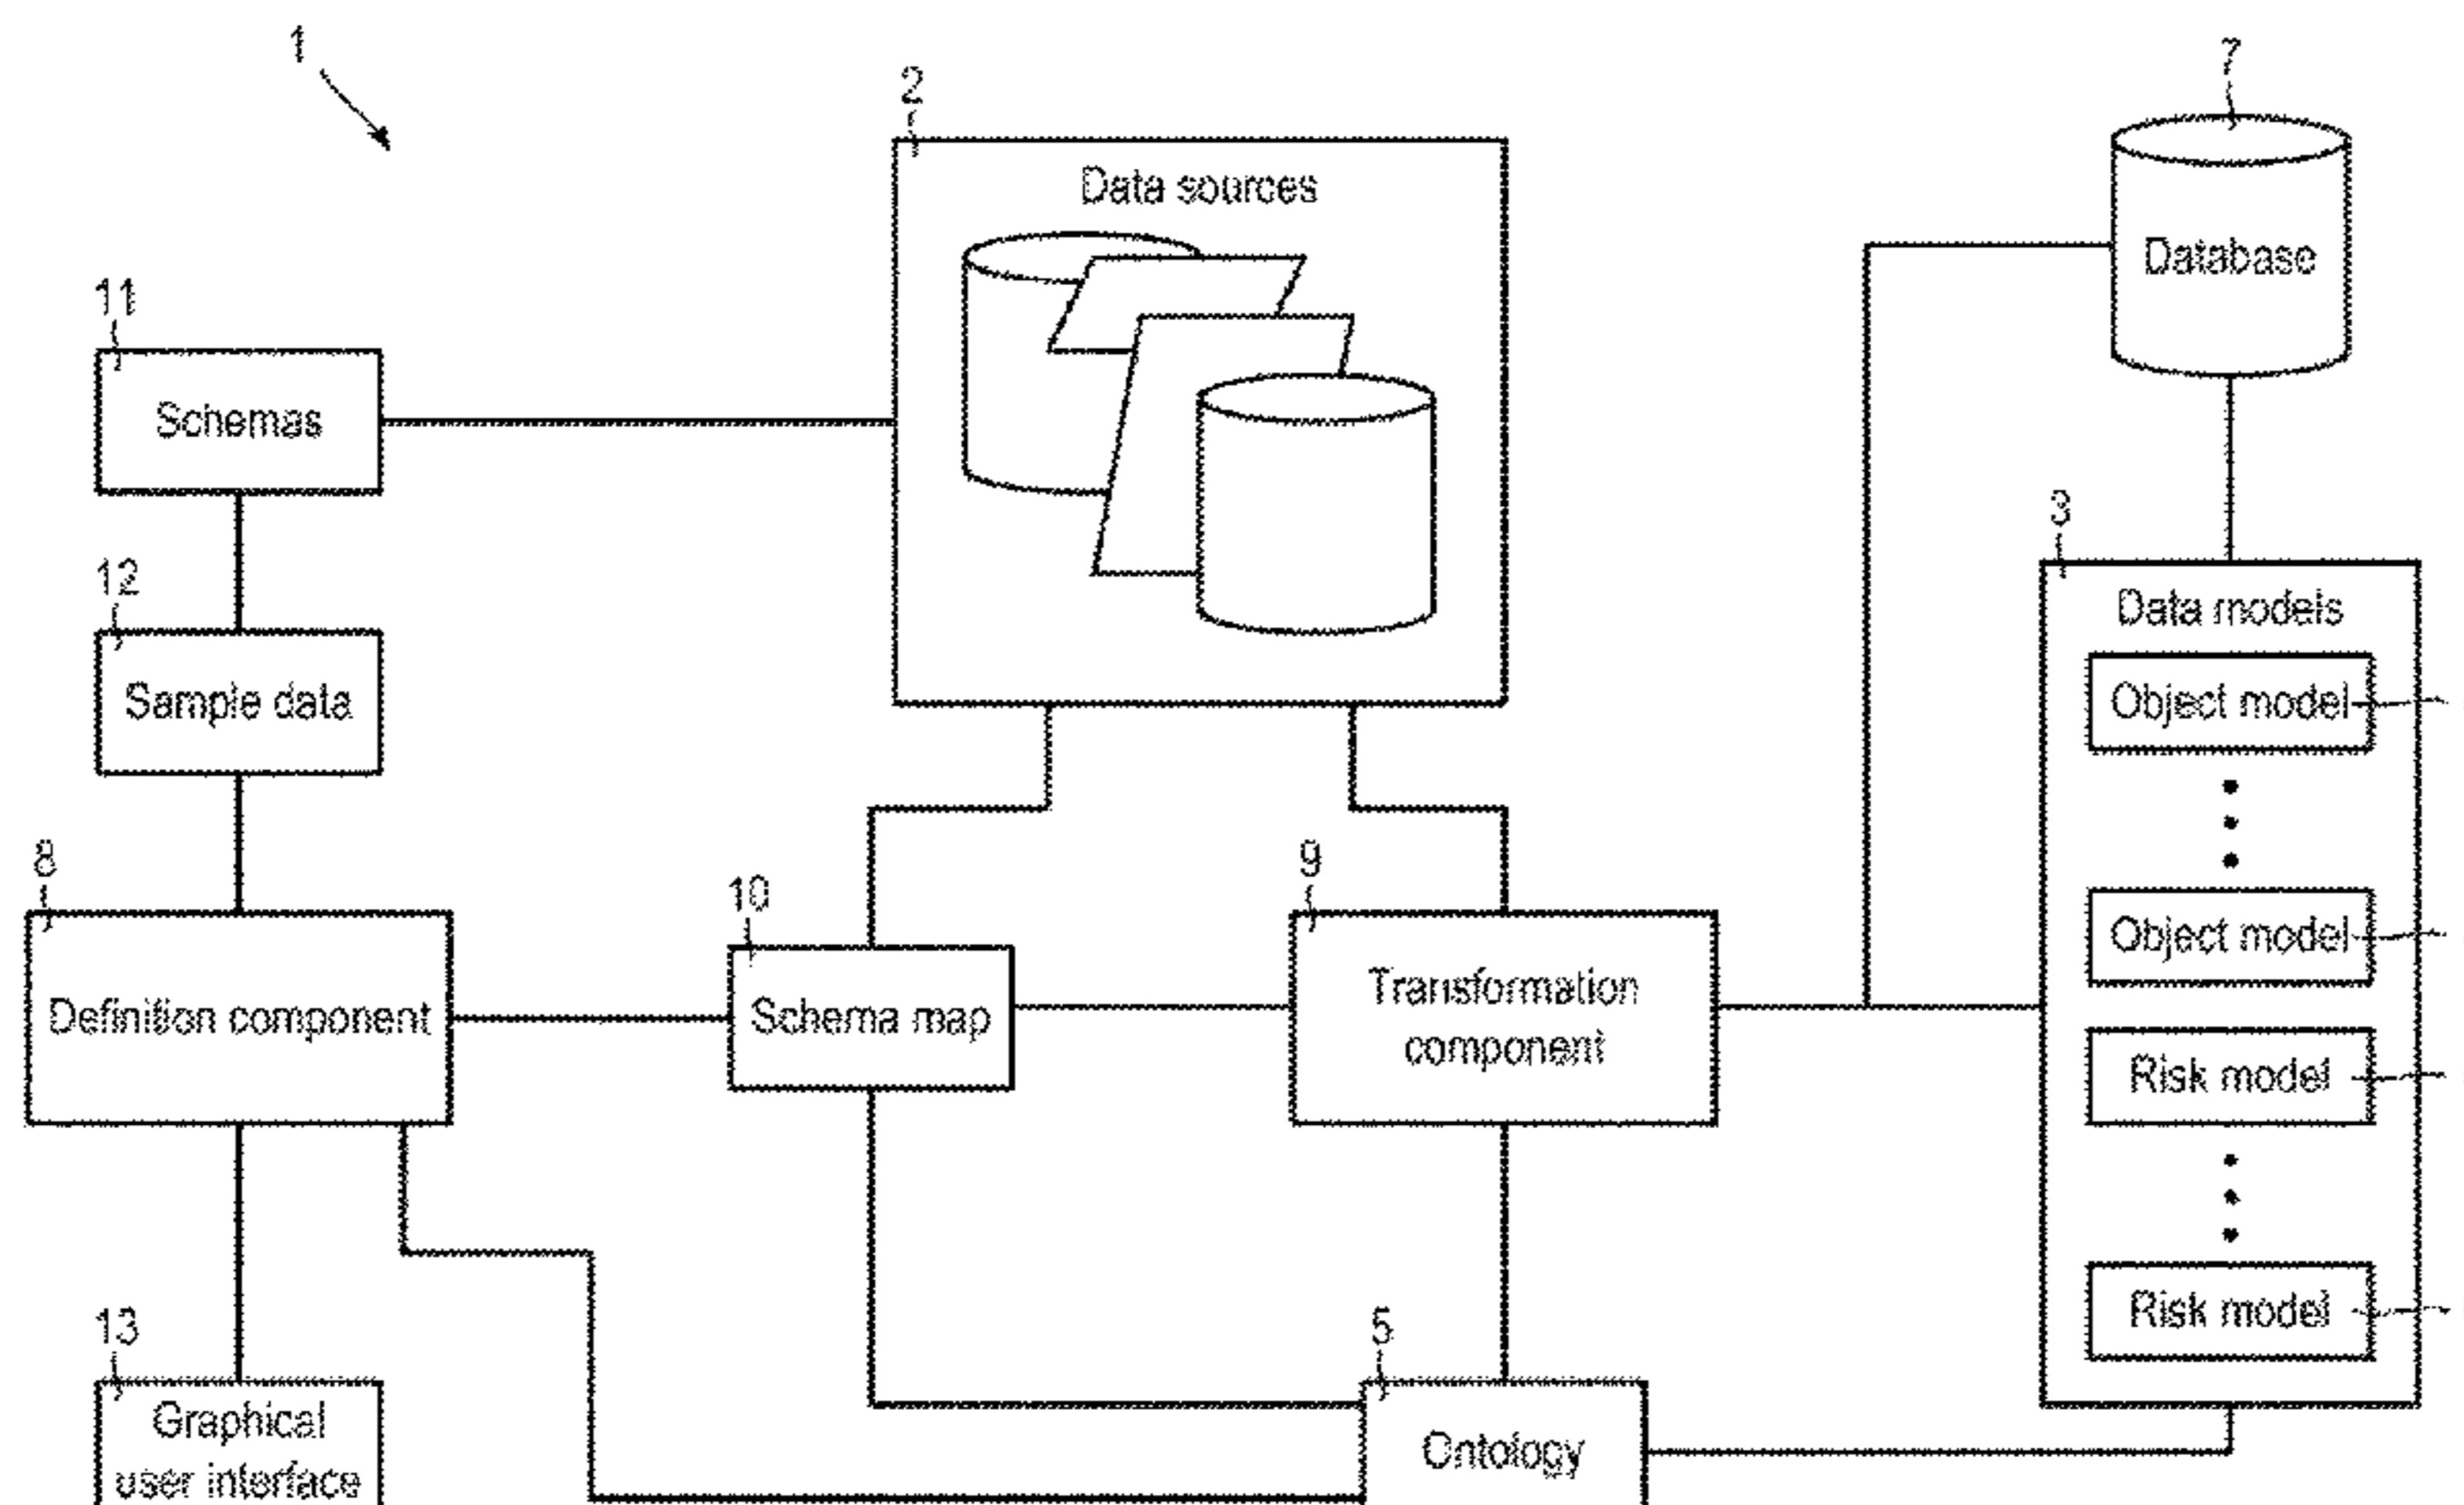 1
2
7
Data sources
Database
11
Schemas
3
12
Data models
Sample data
Object model
8
10
9
Object model
Definition component
Schema map
Transformation
component
Risk model
13
5
Risk model
Graphical
user interface
Ontology